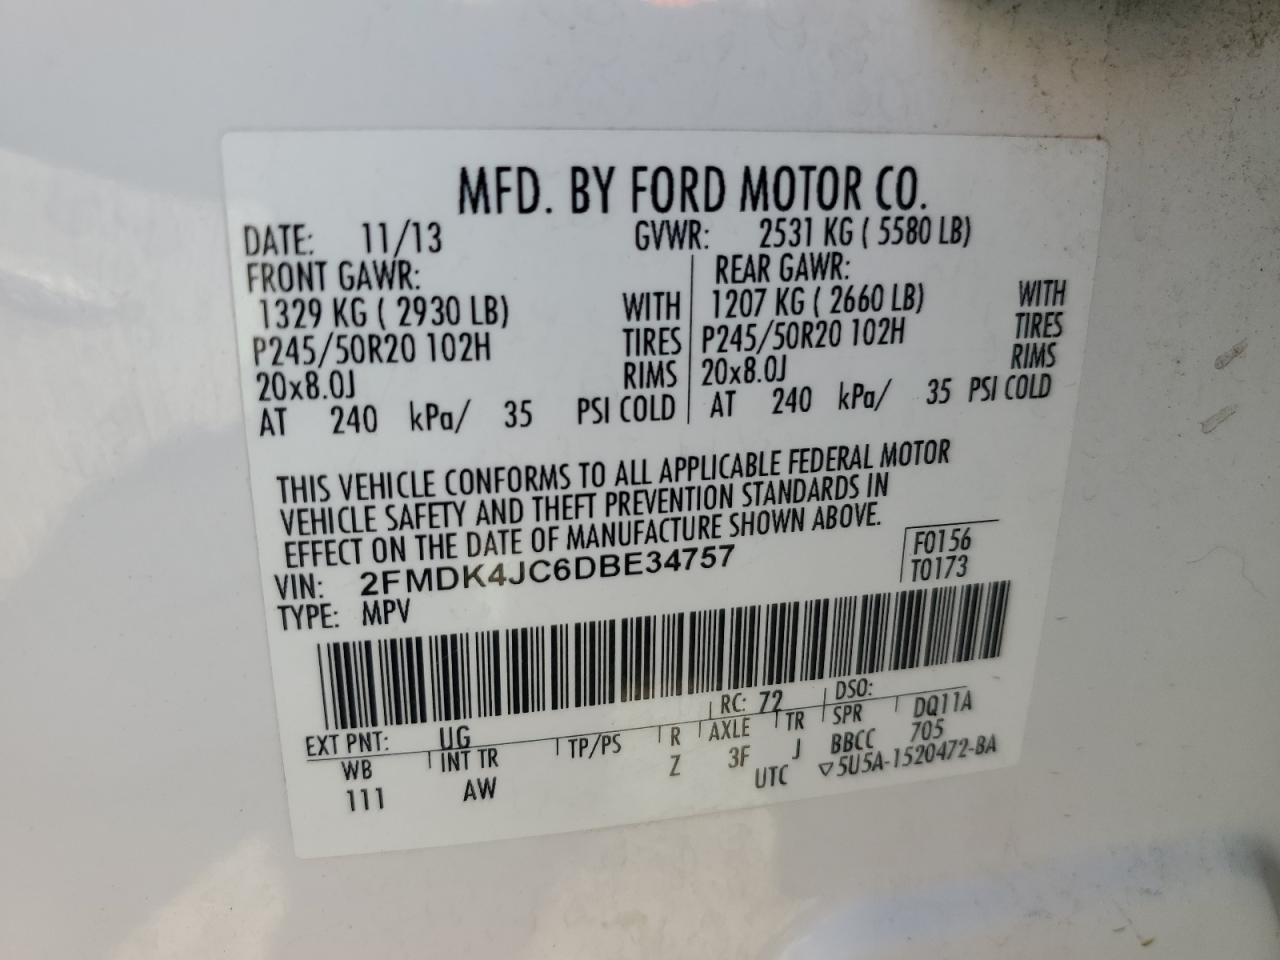 MFD. BY FORD MOTOR CO.
DATE: 11/13 GVWR: 2531 KG ( 5580 LB)
FRONT GAWR: REAR GAWR:
1329 KG ( 2930 LB) WITH 1207 KG ( 2660 LB) WITH
P245/50R20 102H TIRES P245/50R20 102H TIRES
20x8.0J RIMS 20x8.0J RIMS
AT 240 kPa/ 35 PSI COLD AT 240 kPa/ 35 PSI COLD
THIS VEHICLE CONFORMS TO ALL APPLICABLE FEDERAL MOTOR
VEHICLE SAFETY AND THEFT PREVENTION STANDARDS IN
EFFECT ON THE DATE OF MANUFACTURE SHOWN ABOVE.
VIN: 2FMDK4JC6DBE34757 F0156
TYPE: MPV T0173
EXT PNT: UG RC: 72 DSO:
WB INT TR TP/PS R AXLE TR SPR DQ11A
111 AW Z 3F J BBCC 705
UTC ▽5U5A-1520472-BA